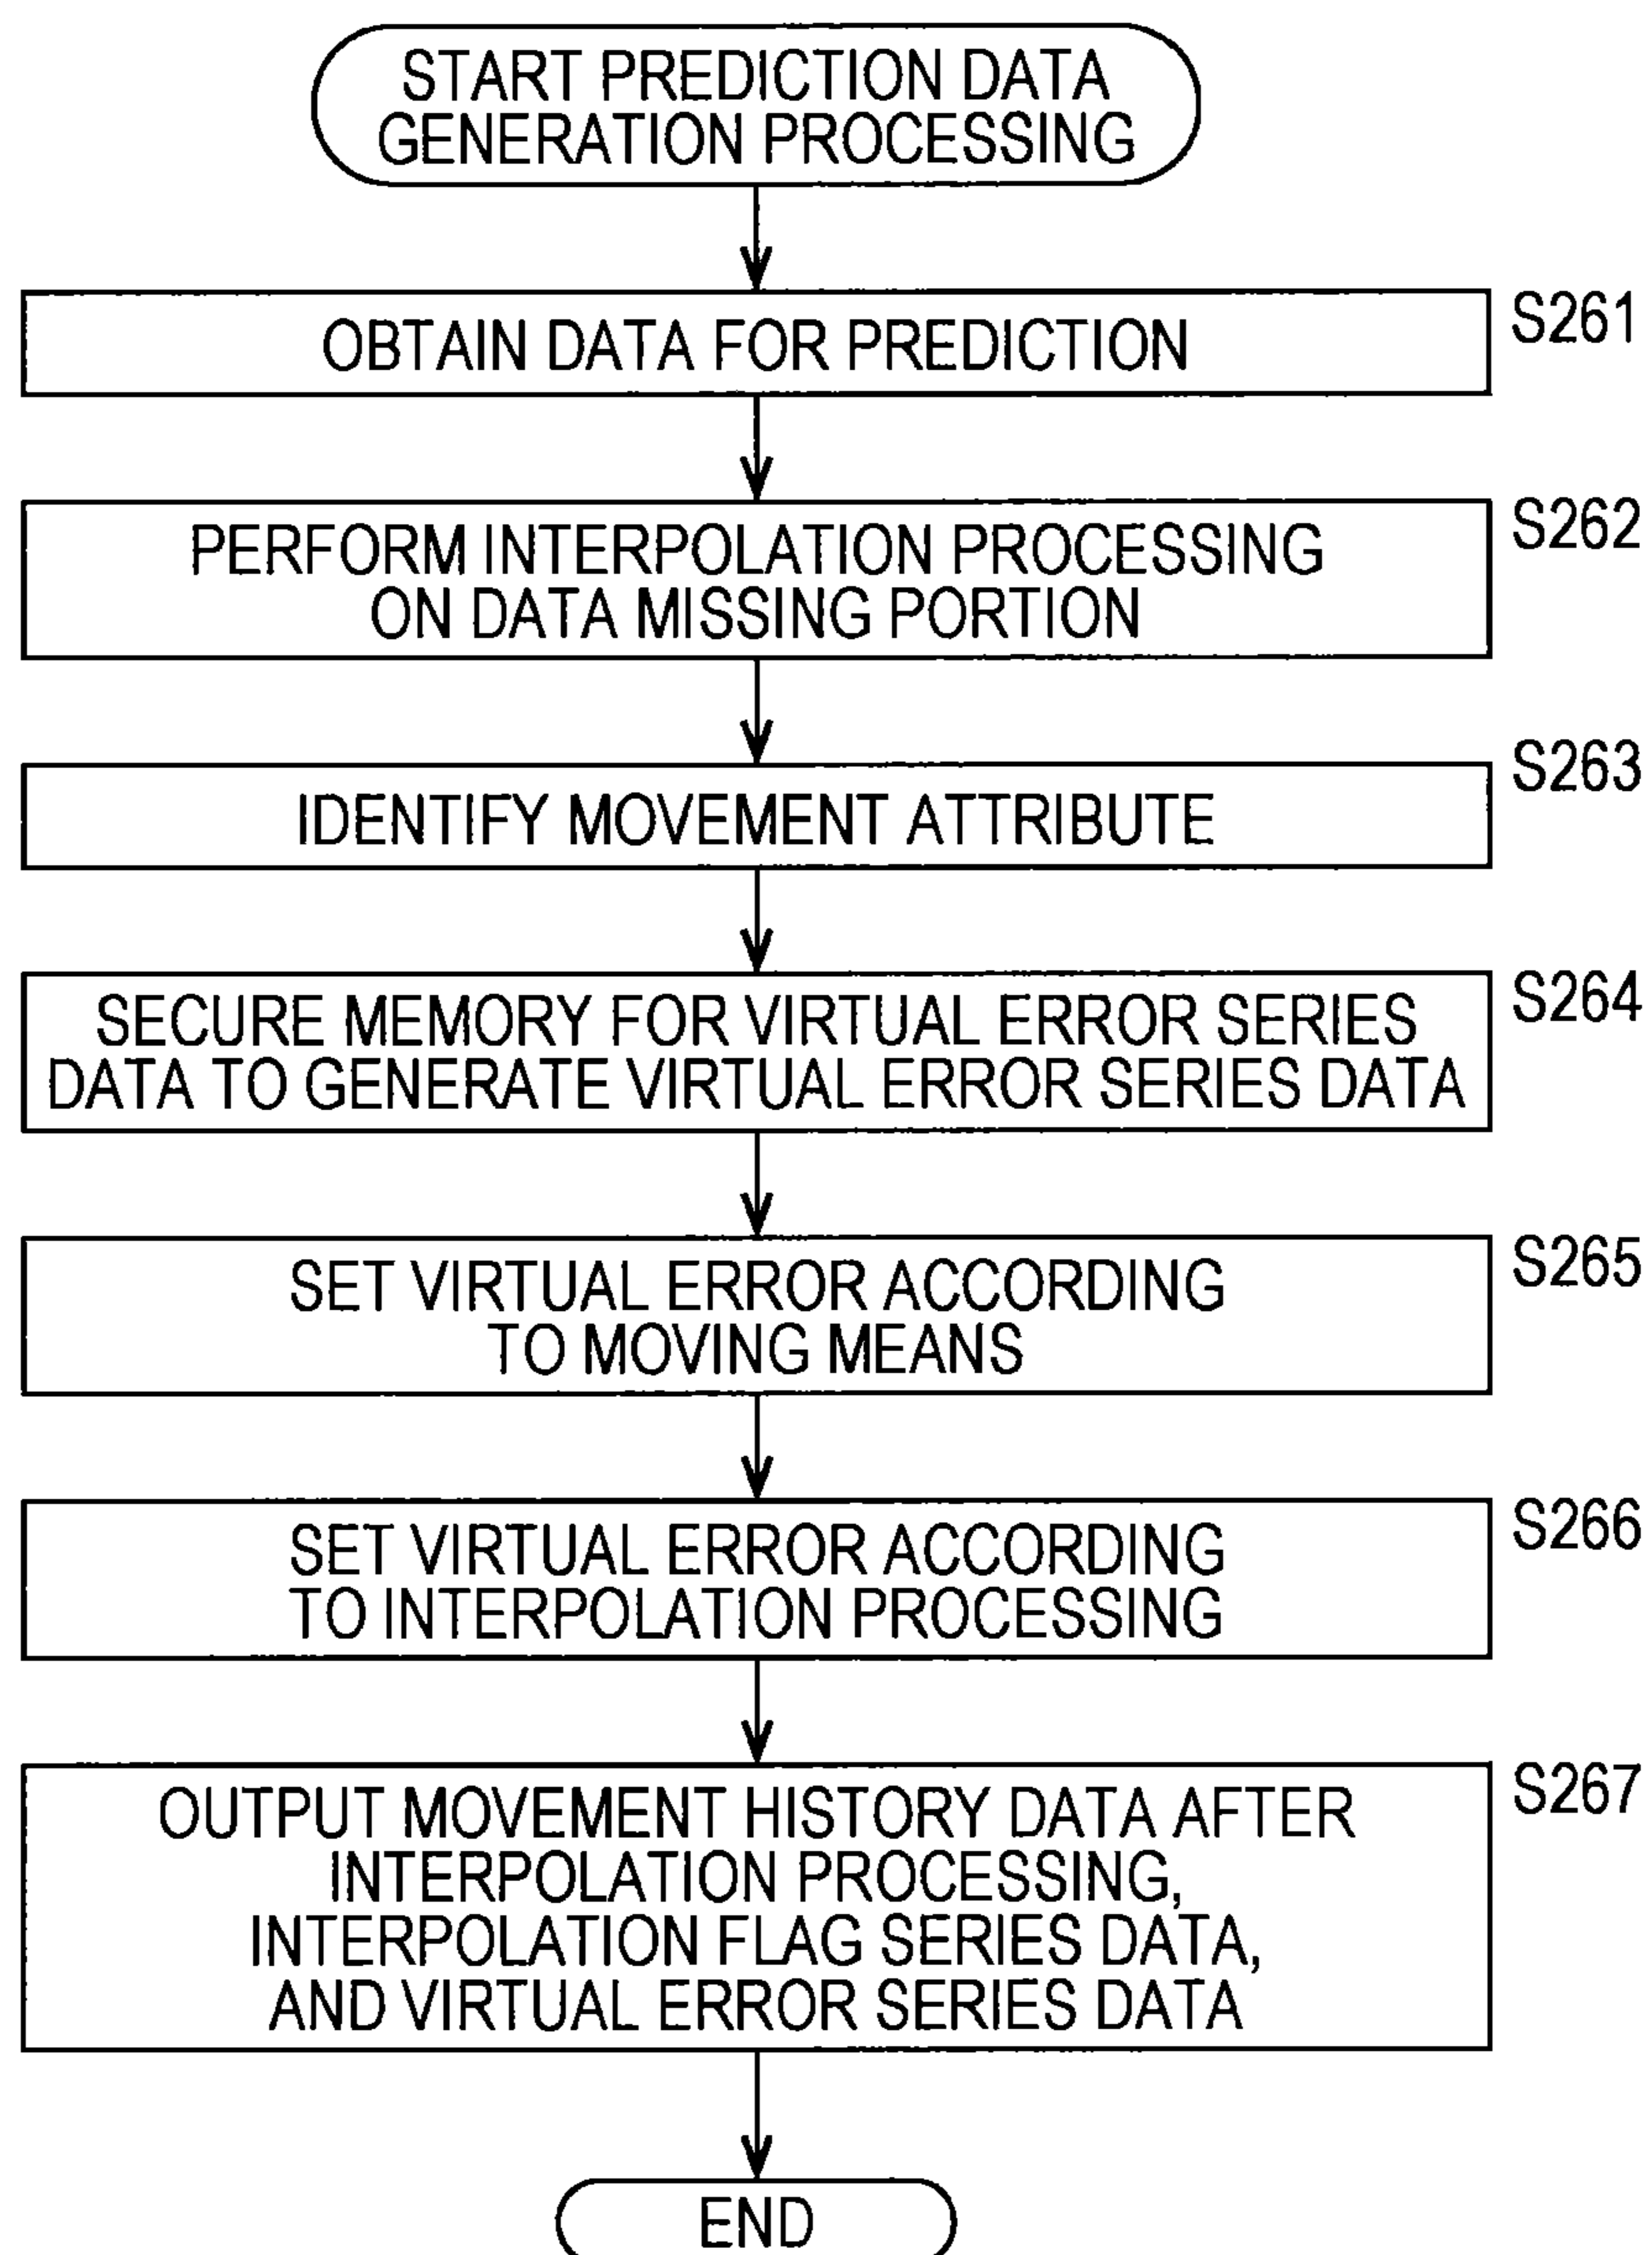 START PREDICTION DATA
GENERATION PROCESSING
OBTAIN DATA FOR PREDICTION
S261
PERFORM INTERPOLATION PROCESSING
ON DATA MISSING PORTION
S262
IDENTIFY MOVEMENT ATTRIBUTE
S263
SECURE MEMORY FOR VIRTUAL ERROR SERIES
DATA TO GENERATE VIRTUAL ERROR SERIES DATA
S264
SET VIRTUAL ERROR ACCORDING
TO MOVING MEANS
S265
SET VIRTUAL ERROR ACCORDING
TO INTERPOLATION PROCESSING
S266
OUTPUT MOVEMENT HISTORY DATA AFTER
INTERPOLATION PROCESSING,
INTERPOLATION FLAG SERIES DATA,
AND VIRTUAL ERROR SERIES DATA
S267
END